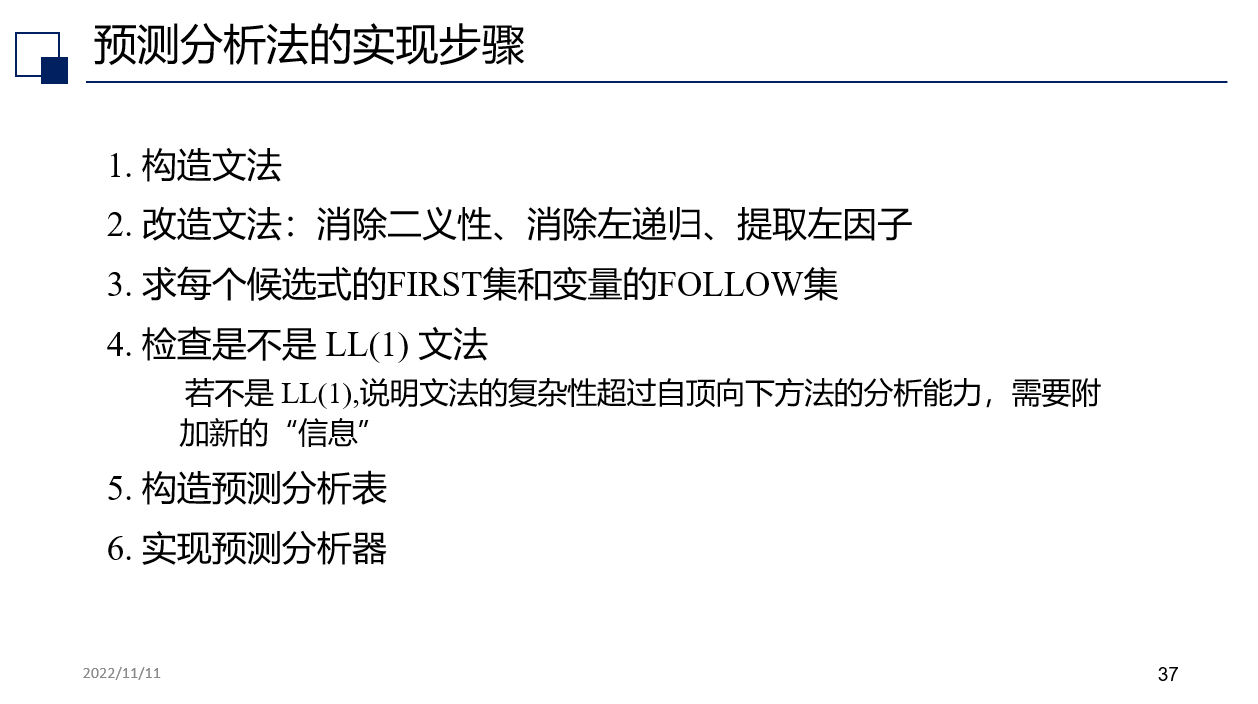 预测分析法的实现步骤
1. 构造文法
2. 改造文法：消除二义性、消除左递归、提取左因子
3. 求每个候选式的FIRST集和变量的FOLLOW集
4. 检查是不是 LL(1) 文法
若不是 LL(1),说明文法的复杂性超过自顶向下方法的分析能力，需要附
加新的“信息”
5. 构造预测分析表
6. 实现预测分析器
2022/11/11
37